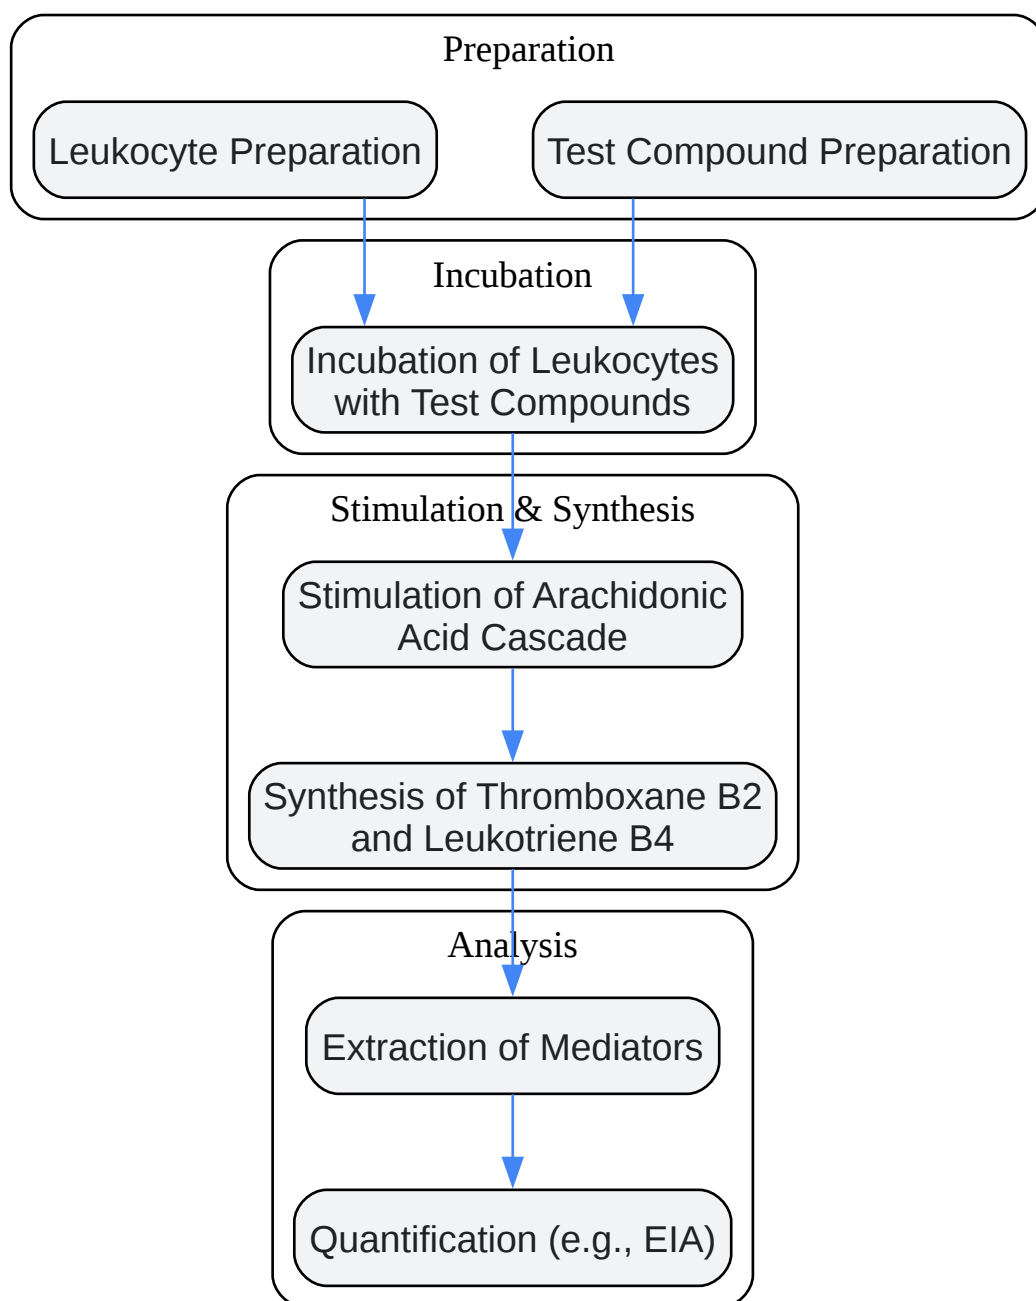 Preparation
Leukocyte Preparation
Test Compound Preparation
Incubation
Incubation of Leukocytes
with Test Compounds
Stimulation & Synthesis
Stimulation of Arachidonic
Acid Cascade
Synthesis of Thromboxane B2
and Leukotriene B4
Analysis
Extraction of Mediators
Quantification (e.g., EIA)